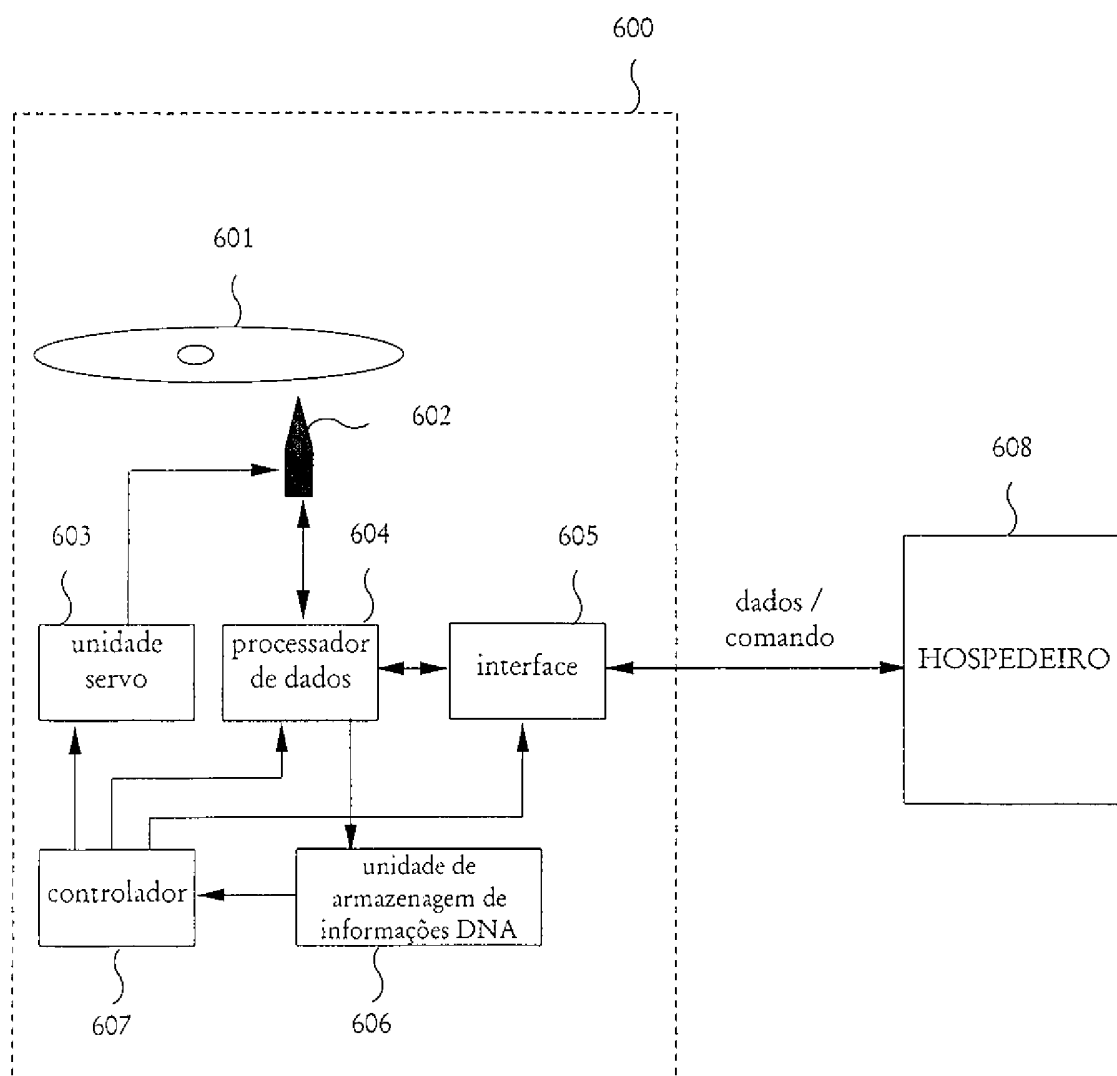 600
601
602
608
603
604
605
unidade
servo
processador
de dados
interface
dados /
comando
HOSPEDEIRO
controlador
unidade de
armazenagem de
informações DNA
607
606